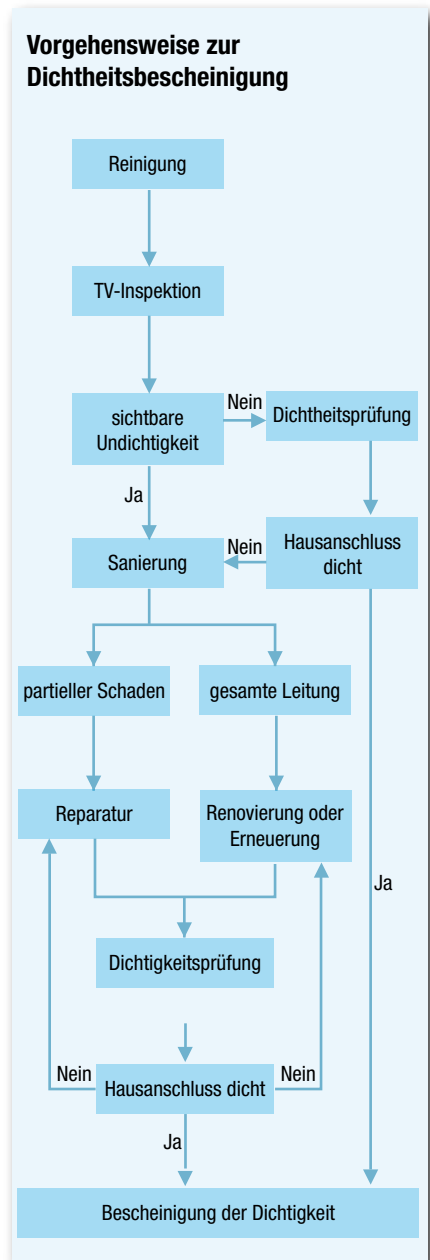 Vorgehensweise zur
Dichtheitsbescheinigung
Reinigung
TV-Inspektion
sichtbare
Undichtigkeit
Nein
Dichtheitsprüfung
Ja
Sanierung
Nein
Hausanschluss
dicht
partieller Schaden
gesamte Leitung
Reparatur
Renovierung oder
Erneuerung
Ja
Dichtigkeitsprüfung
Nein
Hausanschluss dicht
Nein
Ja
Bescheinigung der Dichtigkeit